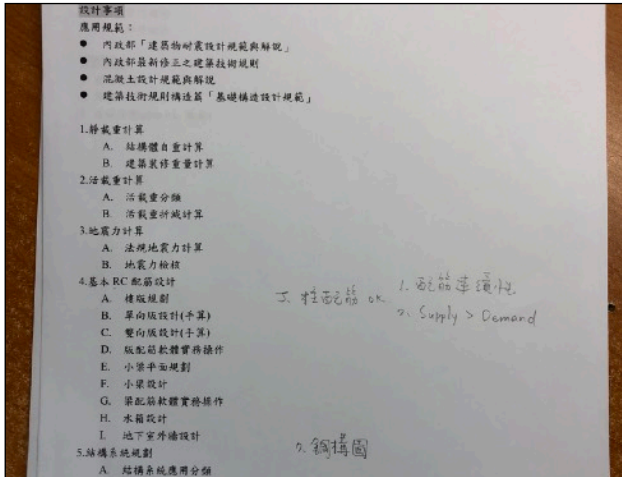 設計事項
應用規範：
● 內政部「建築物耐震設計規範與解說」
● 內政部最新修正之建築技術規則
● 混凝土設計規範與解說
● 建築技術規則構造篇「基礎構造設計規範」
1.靜載重計算
A. 結構體自重計算
B. 建築裝修重量計算
2.活載重計算
A. 活載重分類
B. 活載重折減計算
3.地震力計算
A. 法規地震力計算
B. 地震力檢核
4.基本 RC 配筋設計
A. 樓版規劃
B. 單向版設計(手算)
C. 雙向版設計(手算)
D. 版配筋軟體實務操作
E. 小梁平面規劃
F. 小梁設計
G. 梁配筋軟體實務操作
H. 水箱設計
I. 地下室外牆設計
J. 柱配筋 ok 1. 配筋連續性
2. Supply > Demand
5.結構系統規劃
A. 結構系統應用分類
鋼構圖